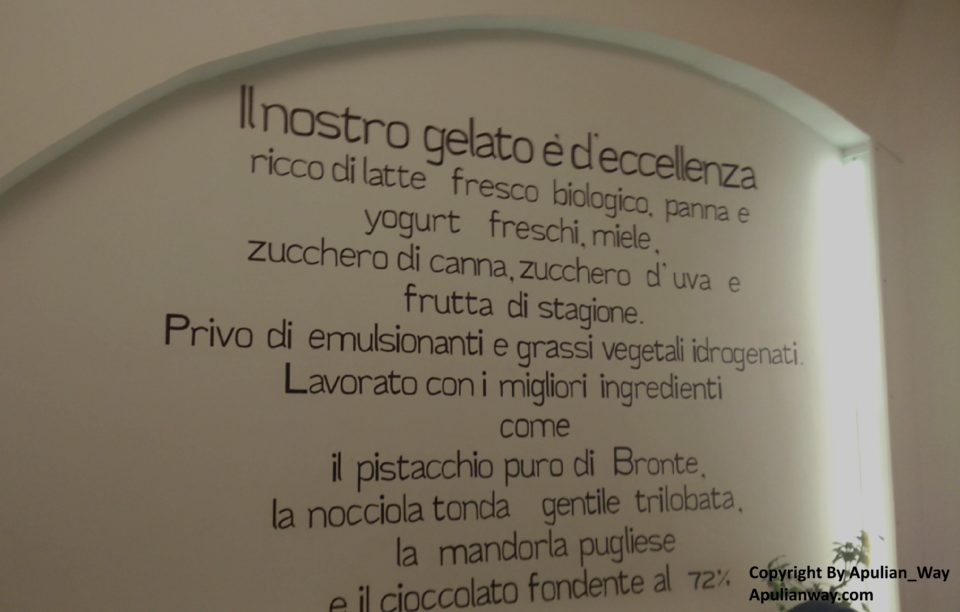 Il nostro gelato è d'eccellenza
ricco di latte fresco biologico, panna e
yogurt freschi, miele,
zucchero di canna, zucchero d'uva e
frutta di stagione.
Privo di emulsionanti e grassi vegetali idrogenati.
Lavorato con i migliori ingredienti
come
il pistacchio puro di Bronte,
la nocciola tonda gentile trilobata,
la mandorla pugliese
e il cioccolato fondente al 72%
Copyright By Apulian_Way
Apulianway.com